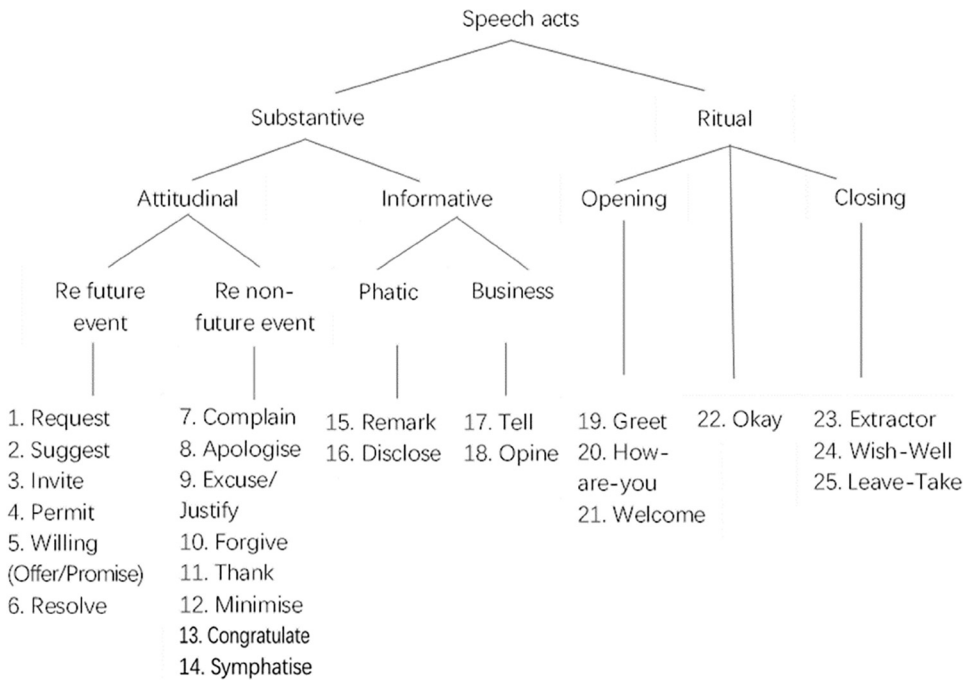 Speech acts
Substantive
Ritual
Attitudinal
Informative
Opening
Closing
Re future
event
Re non-
future event
Phatic
Business
1. Request
2. Suggest
3. Invite
4. Permit
5. Willing
(Offer/Promise)
6. Resolve
7. Complain
8. Apologise
9. Excuse/
Justify
10. Forgive
11. Thank
12. Minimise
13. Congratulate
14. Symphatise
15. Remark
16. Disclose
17. Tell
18. Opine
19. Greet
20. How-
are-you
21. Welcome
22. Okay
23. Extractor
24. Wish-Well
25. Leave-Take